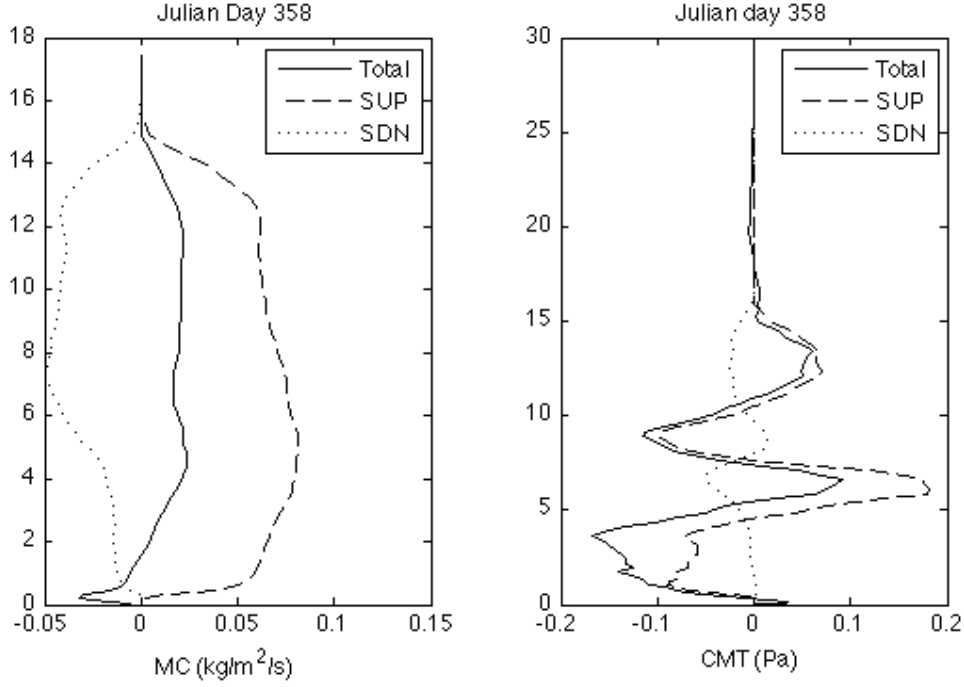 Julian Day 358
18
16
14
12
10
8
6
4
2
0
-0.05
0
0.05
0.1
0.15
Total
SUP
SDN
MC (kg/m²/s)
Julian day 358
30
25
20
15
10
5
0
-0.2
-0.1
0
0.1
0.2
Total
SUP
SDN
CMT (Pa)